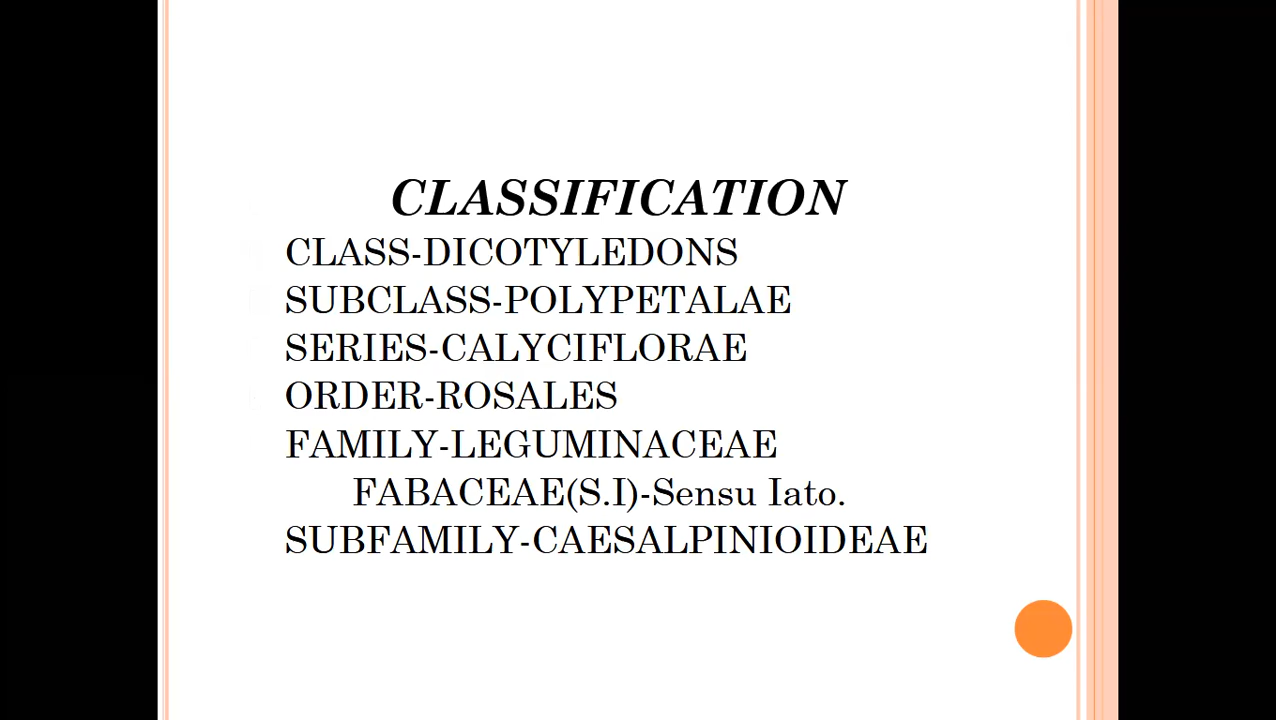 CLASSIFICATION
CLASS-DICOTYLEDONS
SUBCLASS-POLYPETALAE
SERIES-CALYCIFLORAE
ORDER-ROSALES
FAMILY-LEGUMINACEAE
FABACEAE(S.I)-Sensu Iato.
SUBFAMILY-CAESALPINIOIDEAE